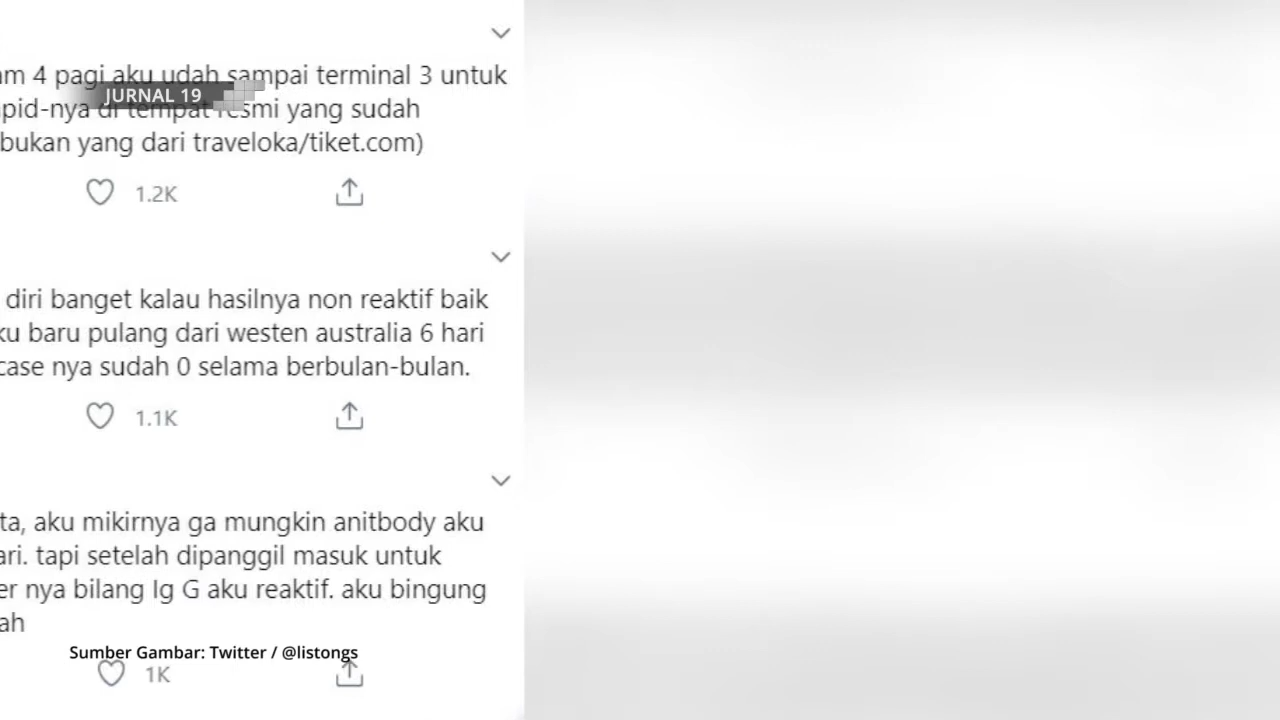 am 4 pagi aku udah sampai terminal 3 untuk
JURNAL 19
pid-nya di tempat resmi yang sudah
bukan yang dari traveloka/tiket.com)
1.2K
diri banget kalau hasilnya non reaktif baik
ku baru pulang dari westen australia 6 hari
case nya sudah 0 selama berbulan-bulan.
1.1K
ta, aku mikirnya ga mungkin anitbody aku
ari. tapi setelah dipanggil masuk untuk
er nya bilang Ig G aku reaktif. aku bingung
ah
Sumber Gambar: Twitter / @listongs
1K